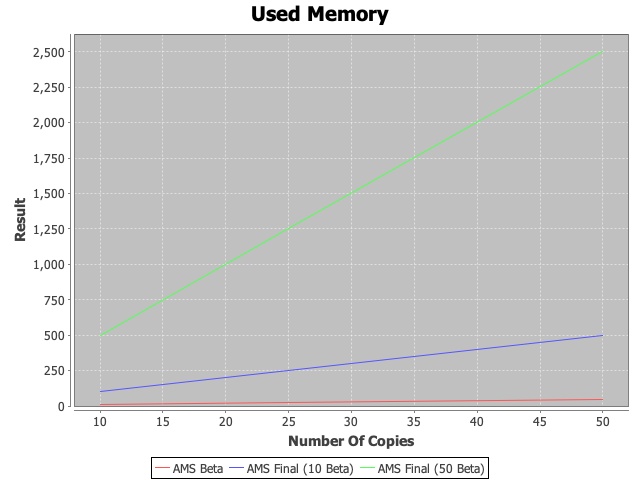 Used Memory
2,500
2,250
2,000
1,750
1,500
1,250
1,000
750
500
250
0
Result
10 15 20 25 30 35 40 45 50
Number Of Copies
AMS Beta AMS Final (10 Beta) AMS Final (50 Beta)